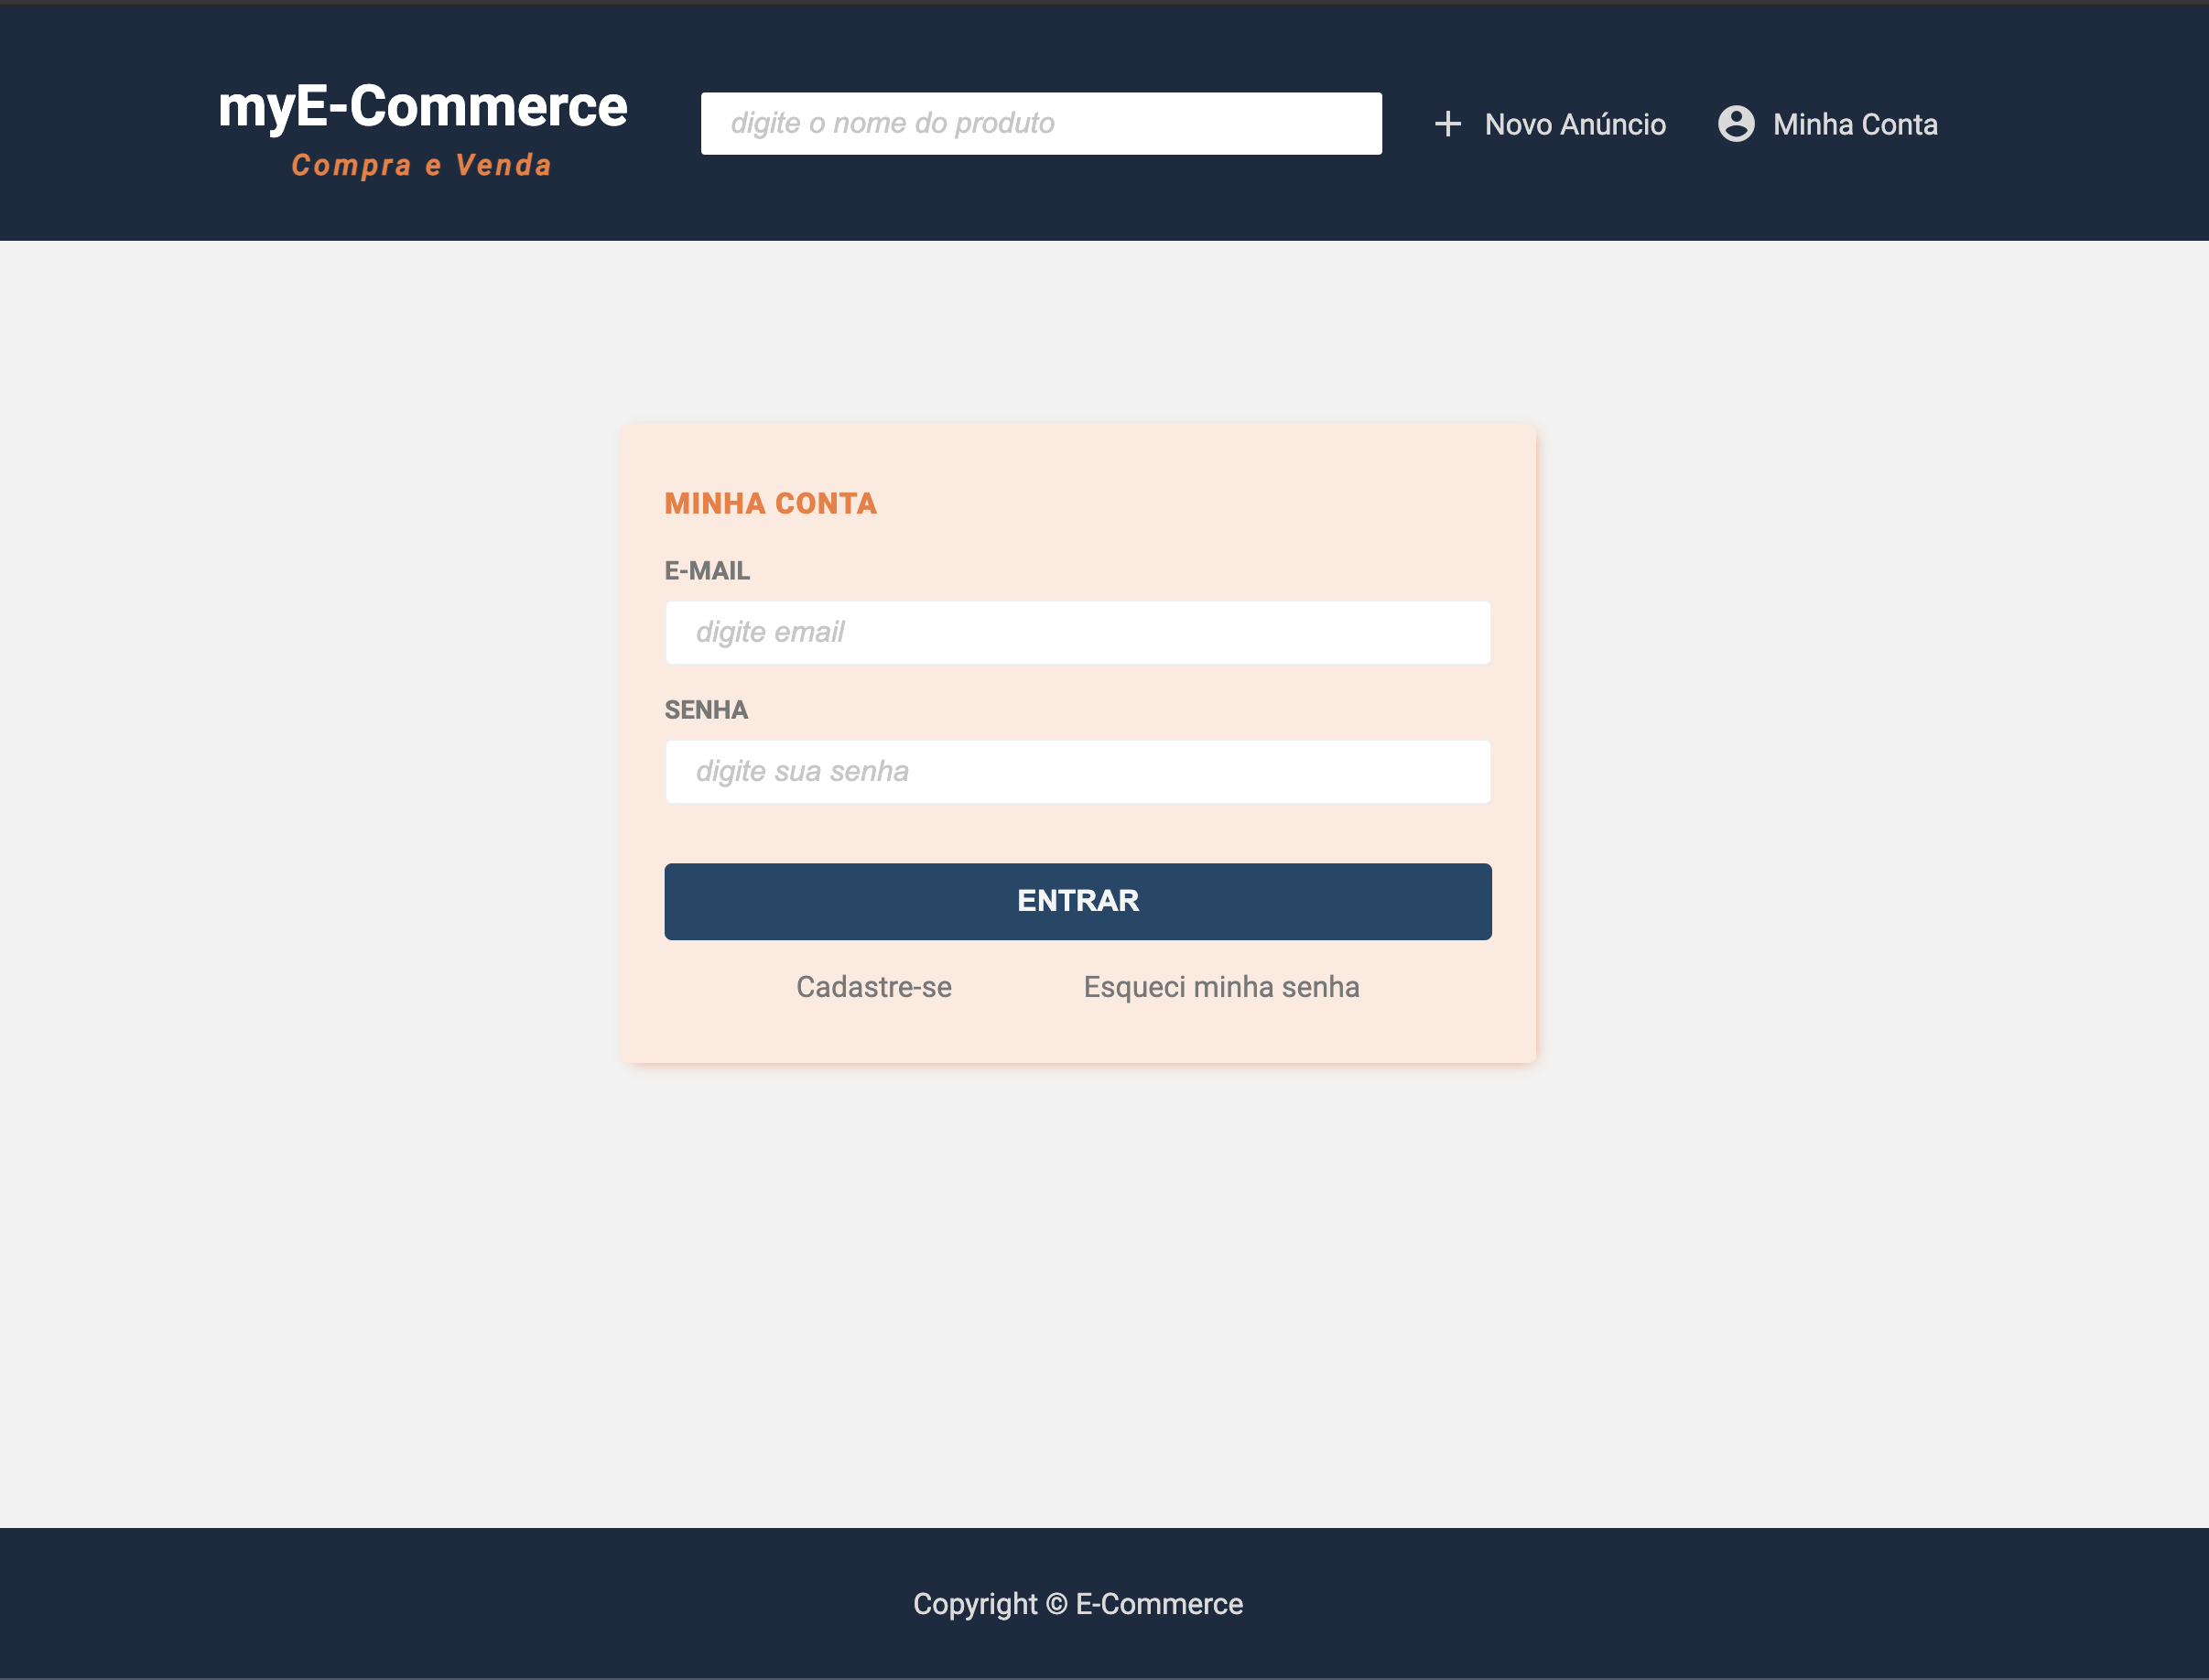 myE-Commerce
Compra e Venda
digite o nome do produto
Novo Anúncio
Minha Conta
MINHA CONTA
E-MAIL
digite email
SENHA
digite sua senha
ENTRAR
Cadastre-se
Esqueci minha senha
Copyright © E-Commerce